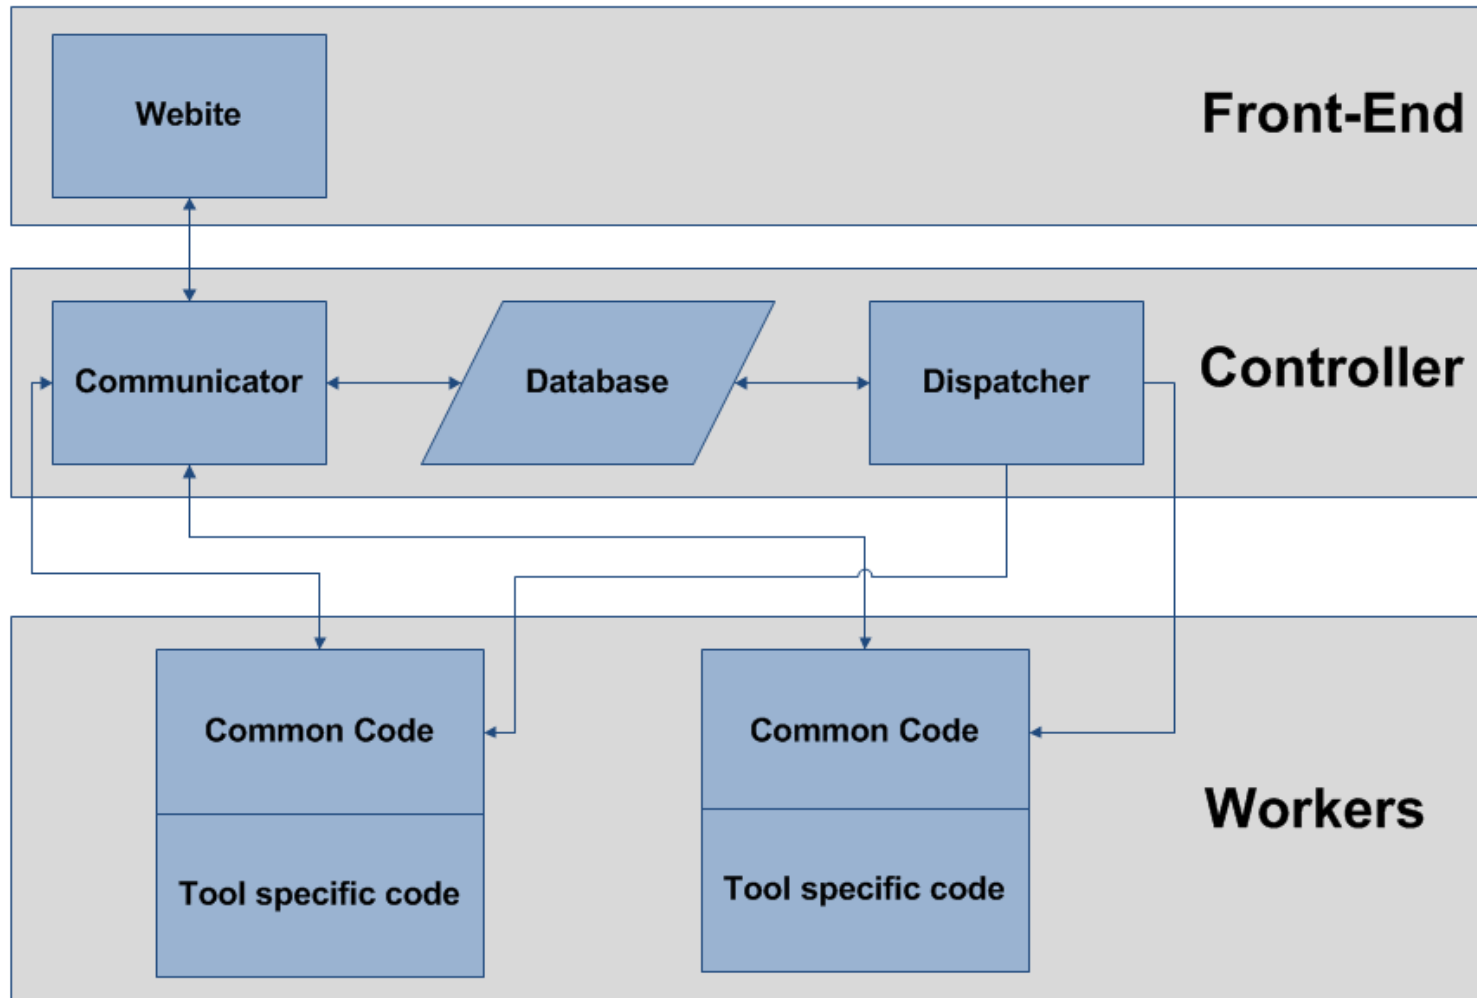 Webite
Front-End
Communicator
Database
Dispatcher
Controller
Common Code
Common Code
Workers
Tool specific code
Tool specific code